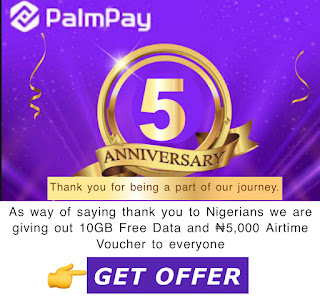 PalmPay
5
ANNIVERSARY
Thank you for being a part of our journey.
As way of saying thank you to Nigerians we are
giving out 10GB Free Data and ₦5,000 Airtime
Voucher to everyone
GET OFFER